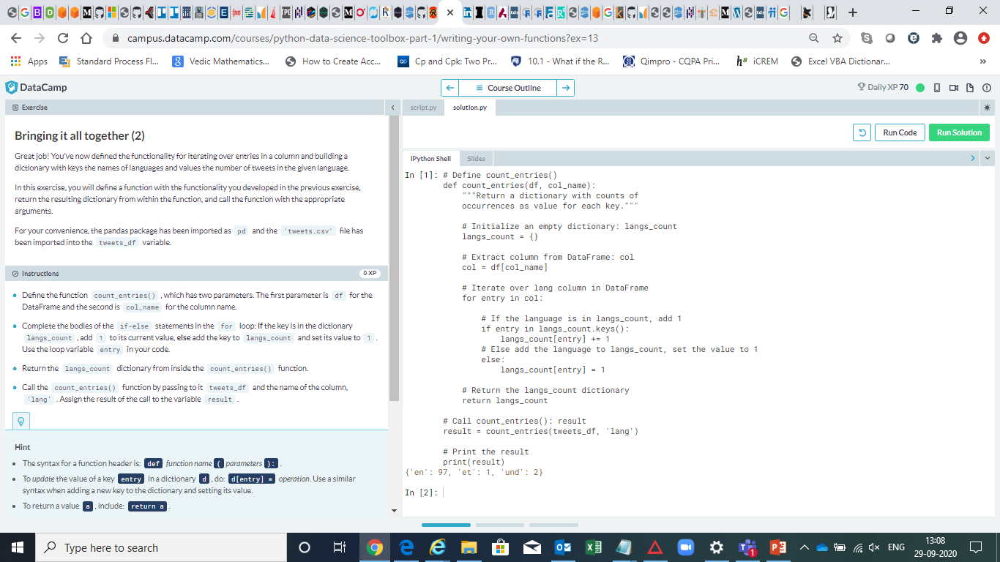 campus.datacamp.com/courses/python-data-science-toolbox-part-1/writing-your-own-functions?ex=13
Apps
Standard Process Fl...
Vedic Mathematics...
How to Create Acc...
Cp and Cpk: Two Pr...
10.1 - What if the R...
Qimpro - CQPA Pri...
iCREM
Excel VBA Dictionar...
»
DataCamp
Course Outline
Daily XP 70
Exercise
script.py
solution.py
Bringing it all together (2)
Run Code
Run Solution
Great job! You've now defined the functionality for iterating over entries in a column and building a
dictionary with keys the names of languages and values the number of tweets in the given language.
In this exercise, you will define a function with the functionality you developed in the previous exercise,
return the resulting dictionary from within the function, and call the function with the appropriate
arguments.
For your convenience, the pandas package has been imported as pd and the 'tweets.csv' file has
been imported into the tweets_df variable.
Instructions
0 XP
Define the function count_entries() , which has two parameters. The first parameter is df for the
DataFrame and the second is col_name for the column name.
Complete the bodies of the if-else statements in the for loop: if the key is in the dictionary
langs_count , add 1 to its current value, else add the key to langs_count and set its value to 1 .
Use the loop variable entry in your code.
Return the langs_count dictionary from inside the count_entries() function.
Call the count_entries() function by passing to it tweets_df and the name of the column,
'lang' . Assign the result of the call to the variable result .
Hint
The syntax for a function header is: def function name ( parameters ): .
To update the value of a key entry in a dictionary d , do: d[entry] = operation. Use a similar
syntax when adding a new key to the dictionary and setting its value.
To return a value a , include: return a .
IPython Shell
Slides
In [1]: # Define count_entries()
def count_entries(df, col_name):
"""Return a dictionary with counts of
occurrences as value for each key."""
# Initialize an empty dictionary: langs_count
langs_count = {}
# Extract column from DataFrame: col
col = df[col_name]
# Iterate over lang column in DataFrame
for entry in col:
# If the language is in langs_count, add 1
if entry in langs_count.keys():
langs_count[entry] += 1
# Else add the language to langs_count, set the value to 1
else:
langs_count[entry] = 1
# Return the langs_count dictionary
return langs_count
# Call count_entries(): result
result = count_entries(tweets_df, 'lang')
# Print the result
print(result)
{'en': 97, 'et': 1, 'und': 2}
In [2]:
Type here to search
ENG
13:08
29-09-2020